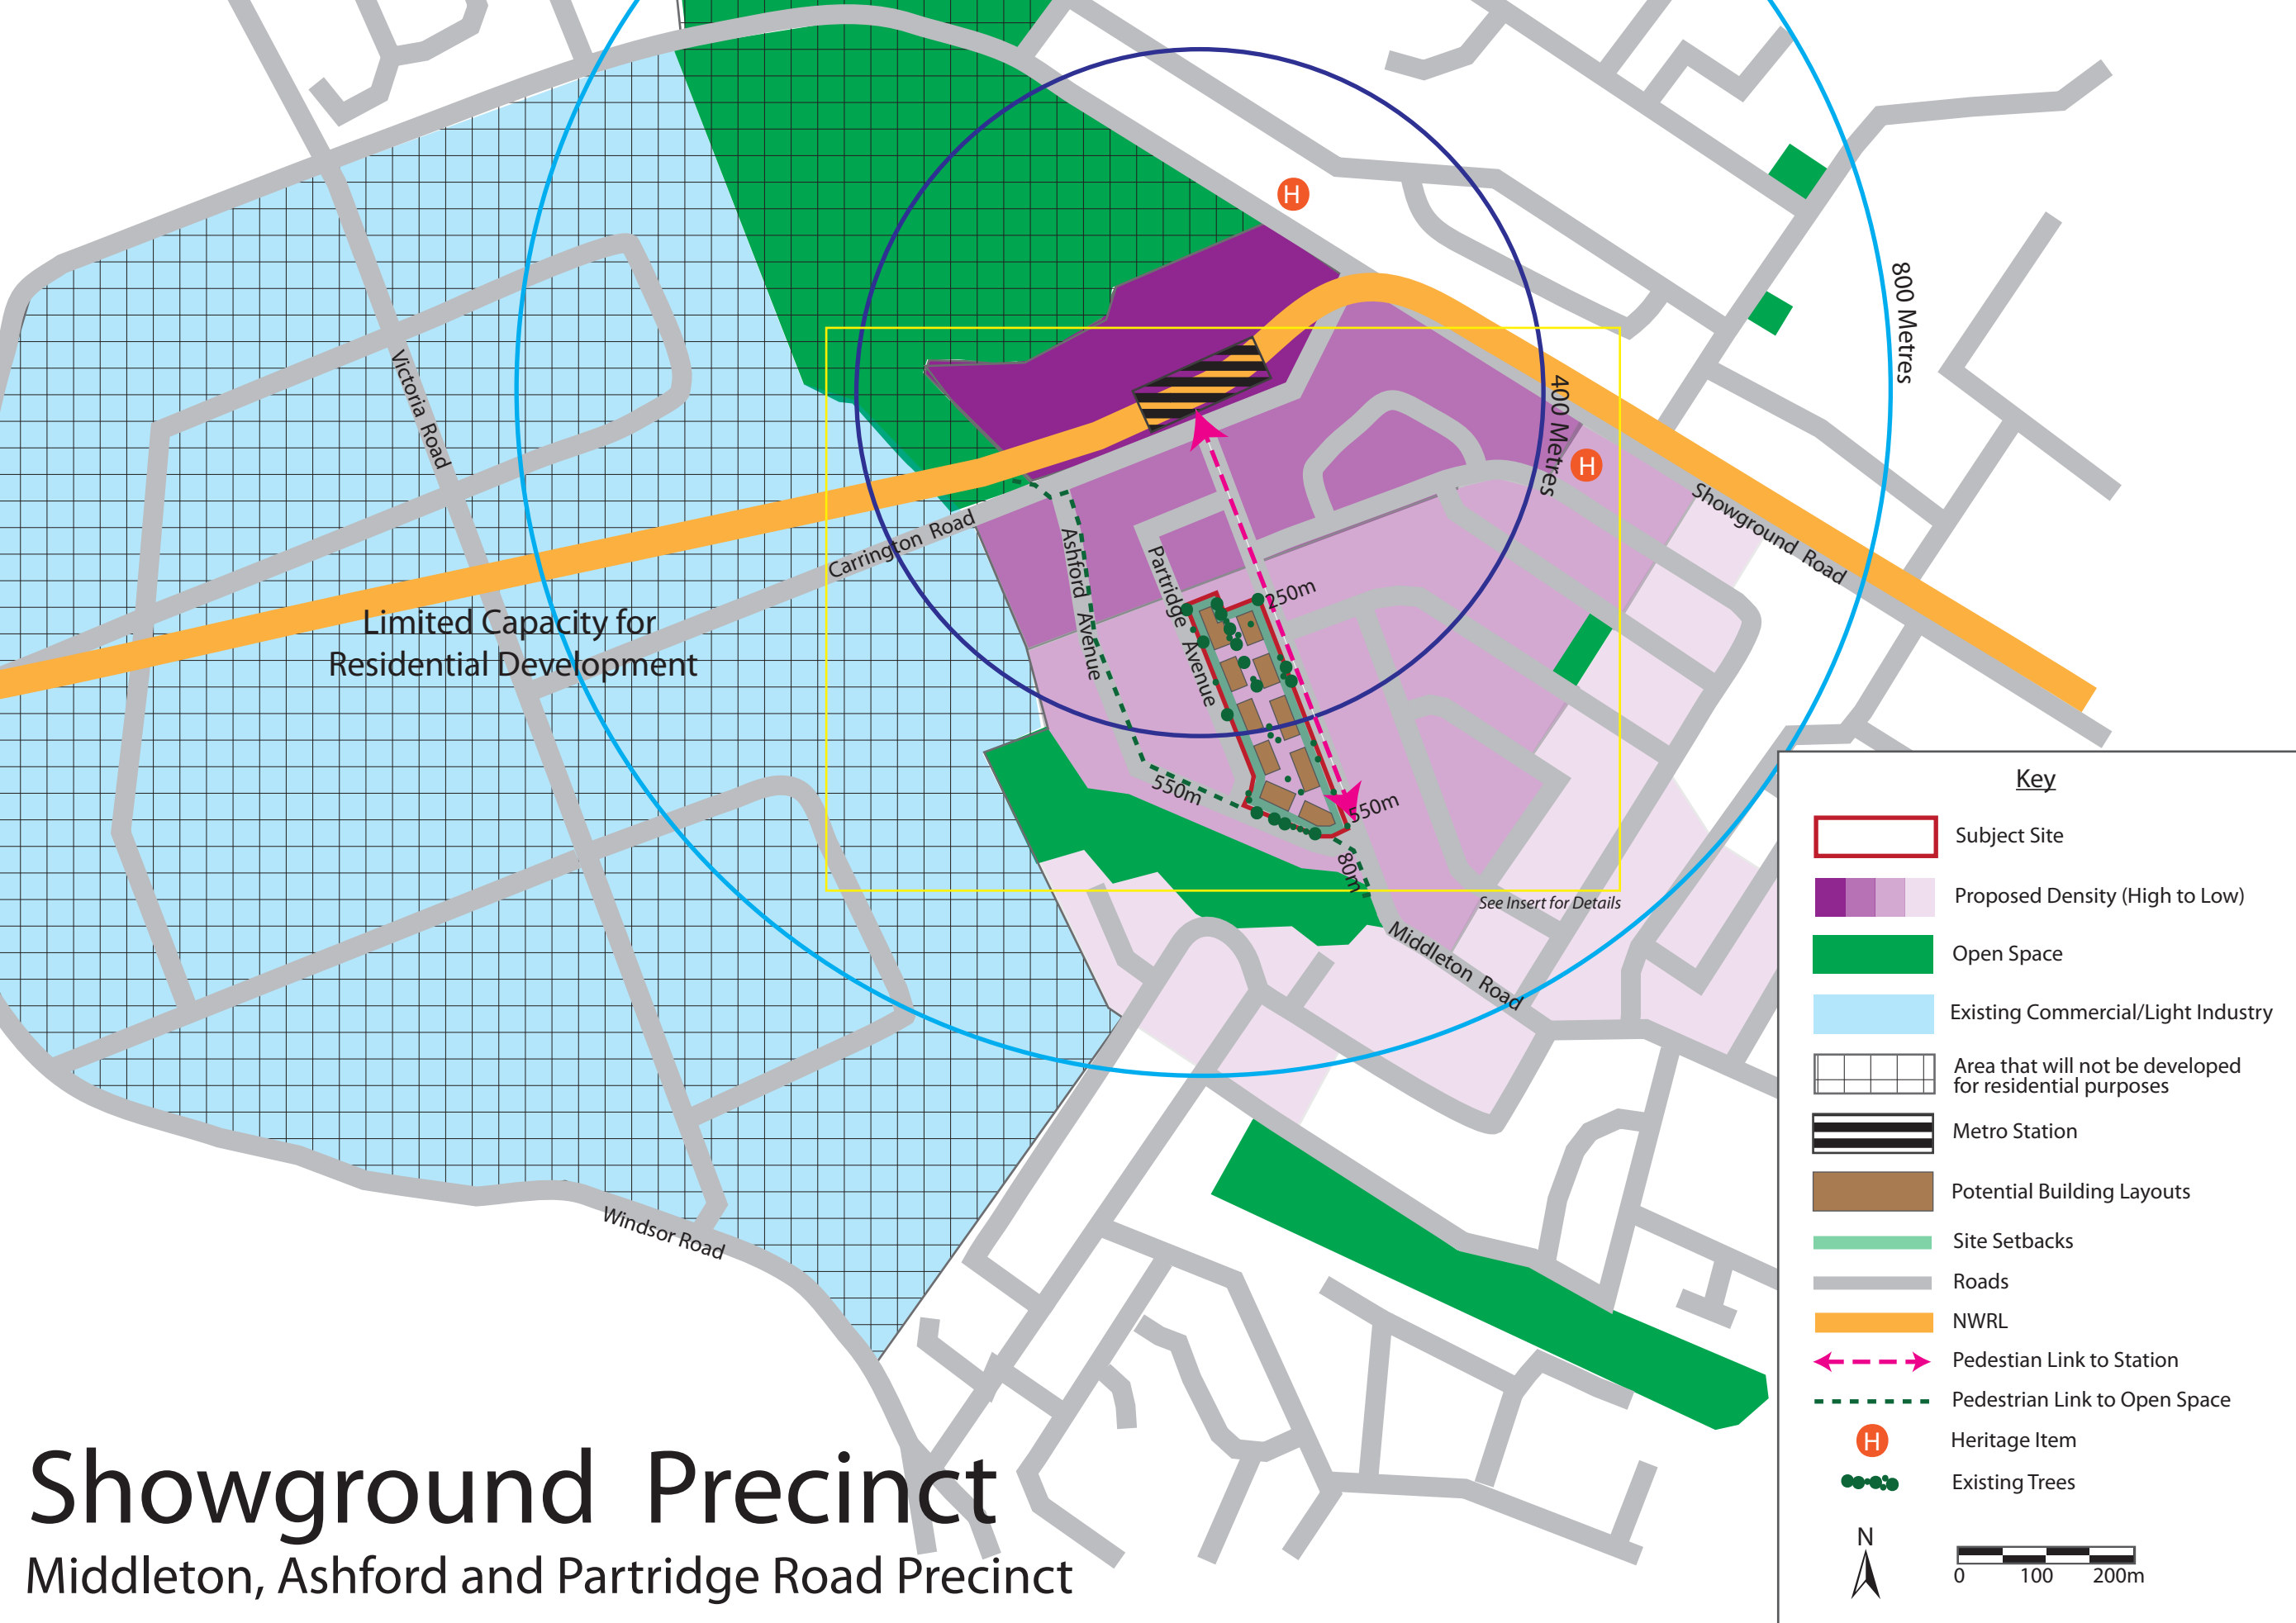 H
800 Metres
400 Metres
H
Victoria Road
Showground Road
Carrington Road
Ashford Avenue
Partridge Avenue
250m
Limited Capacity for
Residential Development
550m
550m
80m
See Insert for Details
Middleton Road
Windsor Road
Key
Subject Site
Proposed Density (High to Low)
Open Space
Existing Commercial/Light Industry
Area that will not be developed
for residential purposes
Metro Station
Potential Building Layouts
Site Setbacks
Roads
NWRL
Pedestian Link to Station
Pedestrian Link to Open Space
H Heritage Item
Existing Trees
N
0 100 200m
Showground Precinct
Middleton, Ashford and Partridge Road Precinct